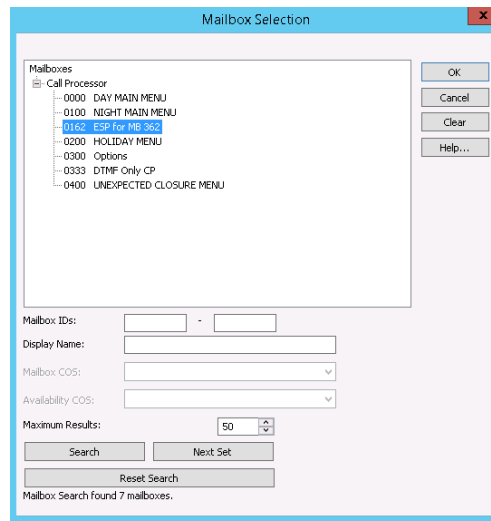 Mailbox Selection
x
Mailboxes
Call Processor
0000 DAY MAIN MENU
0100 NIGHT MAIN MENU
0162 ESP for MB 362
0200 HOLIDAY MENU
0300 Options
0333 DTMF Only CP
0400 UNEXPECTED CLOSURE MENU
OK
Cancel
Clear
Help...
Mailbox IDs: -
Display Name:
Mailbox COS:
Availability COS:
Maximum Results: 50
Search Next Set
Reset Search
Mailbox Search found 7 mailboxes.